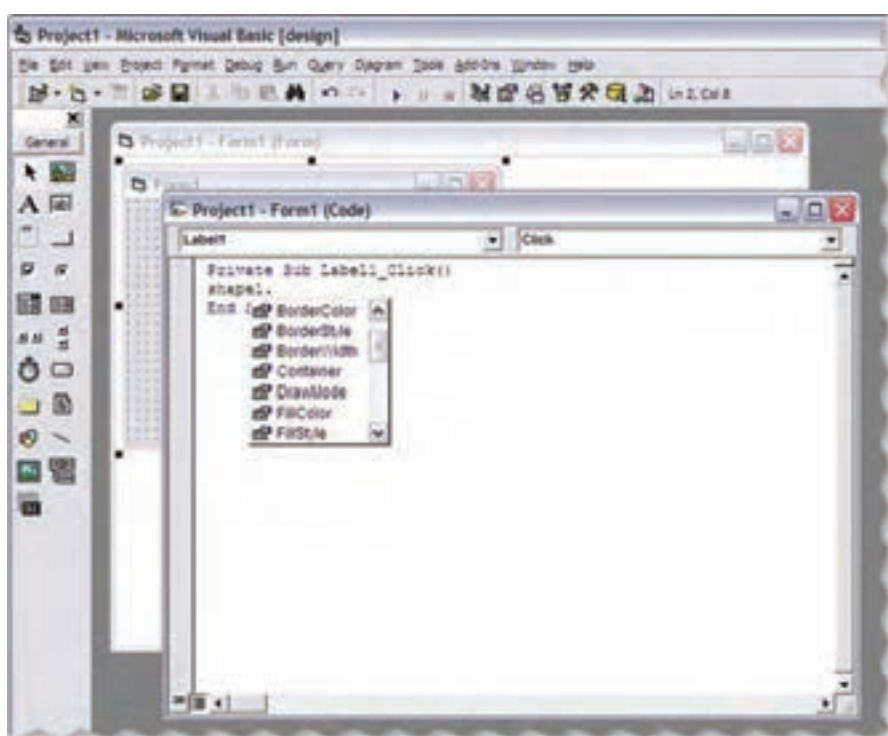 Project1 - Microsoft Visual Basic [design]
File Edit View Project Format Debug Run Query Diagram Tools Add-Ins Window Help
Ln 2, Col 8
General
Project1 - Form1 (Form)
Form1
Project1 - Form1 (Code)
Label1
Click
Private Sub Label1_Click()
shape1.
End
BorderColor
BorderStyle
BorderWidth
Container
DrawMode
FillColor
FillStyle